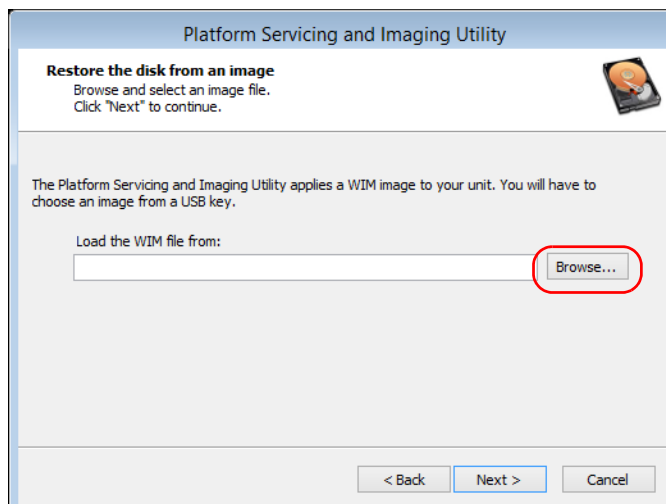 Platform Servicing and Imaging Utility
Restore the disk from an image
Browse and select an image file.
Click "Next" to continue.
The Platform Servicing and Imaging Utility applies a WIM image to your unit. You will have to
choose an image from a USB key.
Load the WIM file from:
Browse...
< Back Next > Cancel